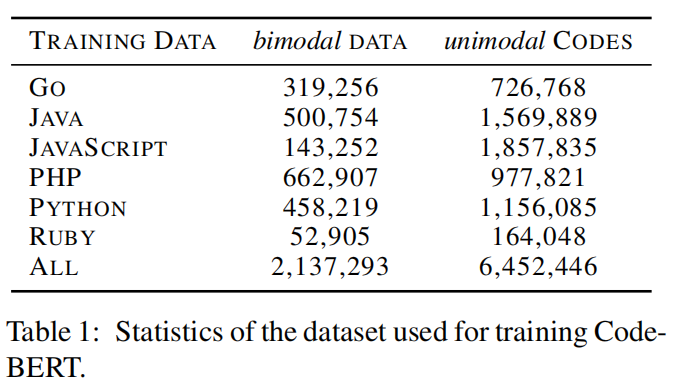 TRAINING DATA bimodal DATA unimodal CODES
GO 319,256 726,768
JAVA 500,754 1,569,889
JAVASCRIPT 143,252 1,857,835
PHP 662,907 977,821
PYTHON 458,219 1,156,085
RUBY 52,905 164,048
ALL 2,137,293 6,452,446
Table 1: Statistics of the dataset used for training Code-
BERT.